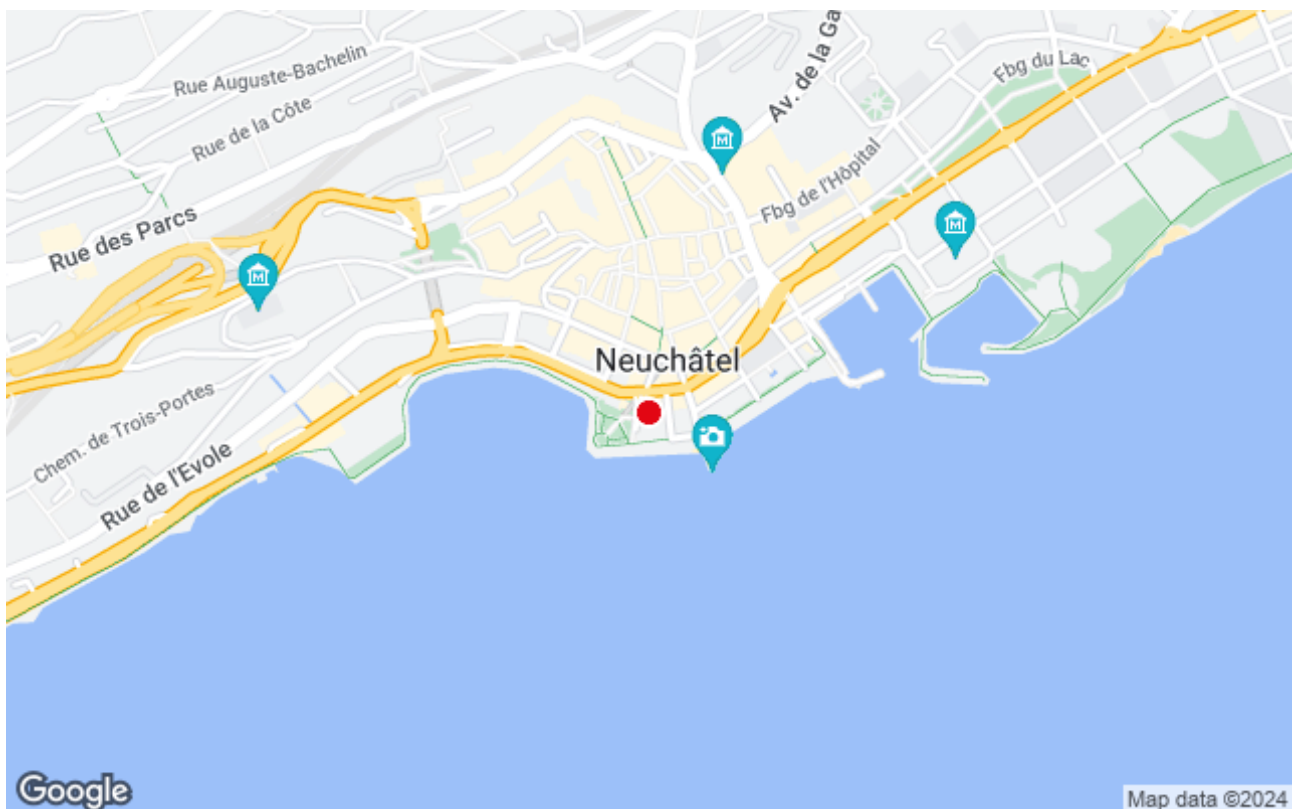 Rue Auguste-Bachelin
Rue de la Côte
Rue des Parcs
Av. de la Ga
Fbg du Lac
Fbg de l'Hôpital
M
M
M
Neuchâtel
Chem. de Trois-Portes
Rue de l'Evole
Google
Map data ©2024